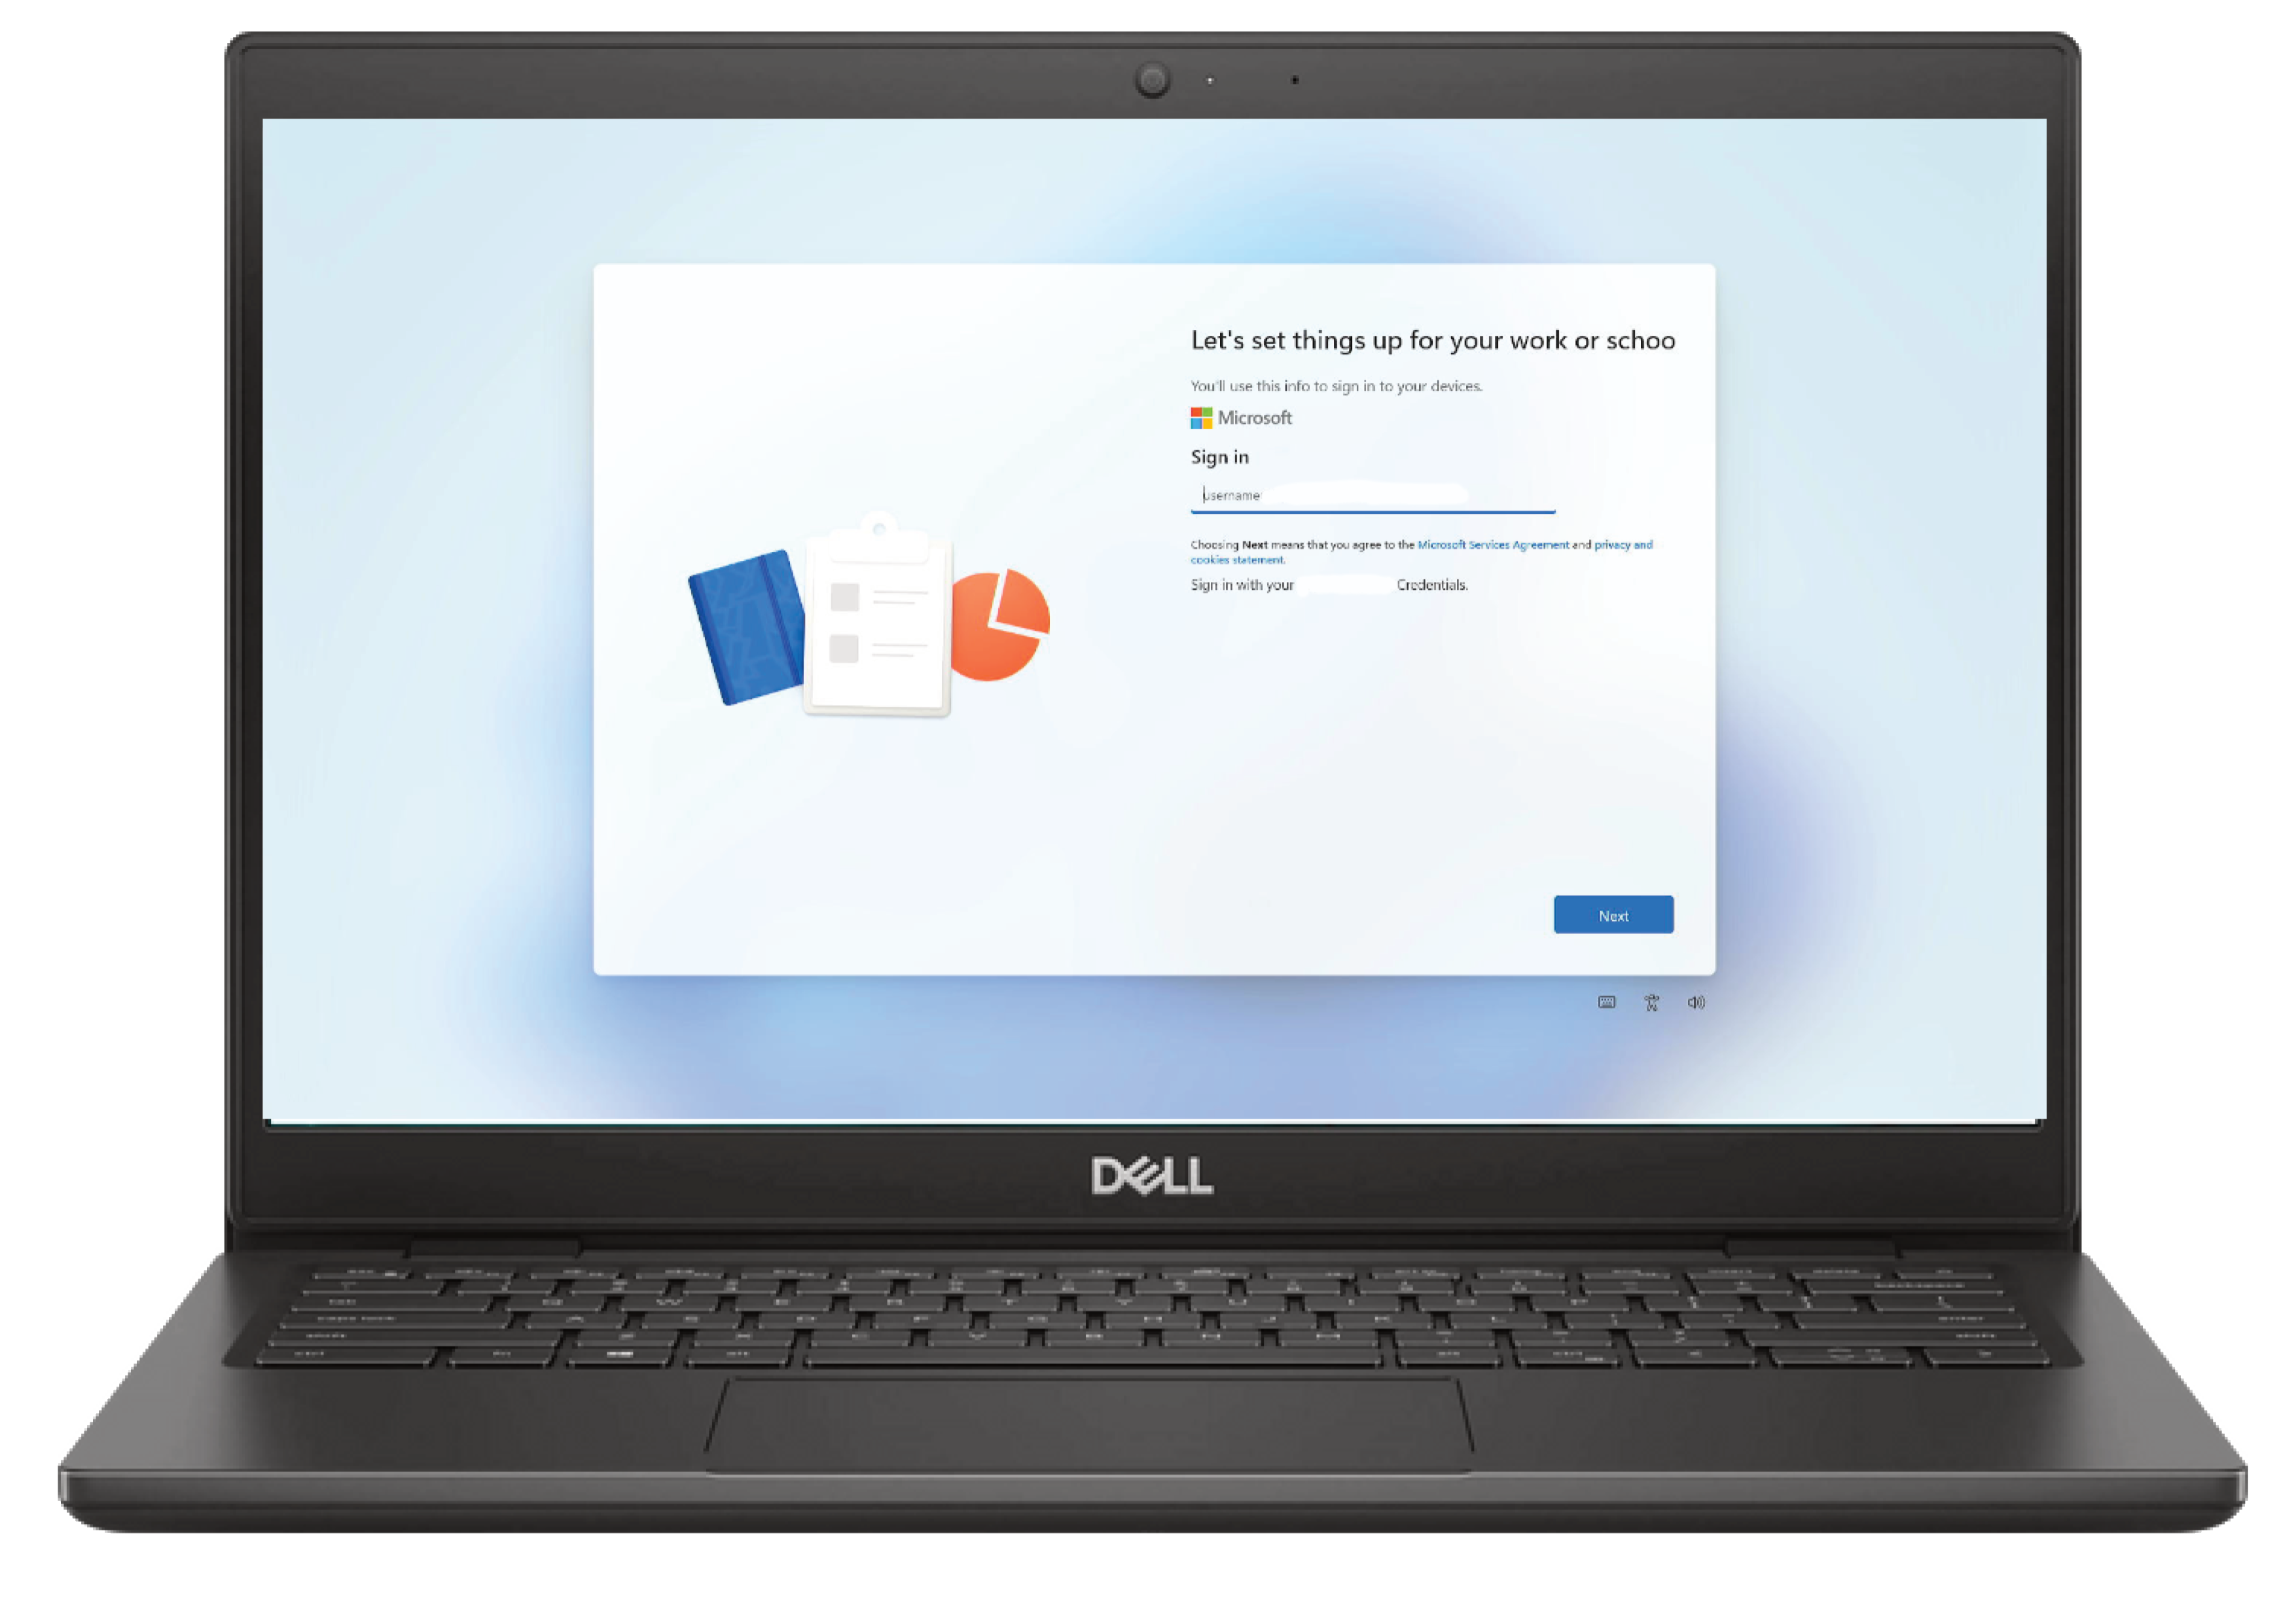 Let's set things up for your work or schoo
You'll use this info to sign in to your devices.
Microsoft
Sign in
username
Choosing Next means that you agree to the Microsoft Services Agreement and privacy and
cookies statement.
Sign in with your Credentials.
Next
DELL